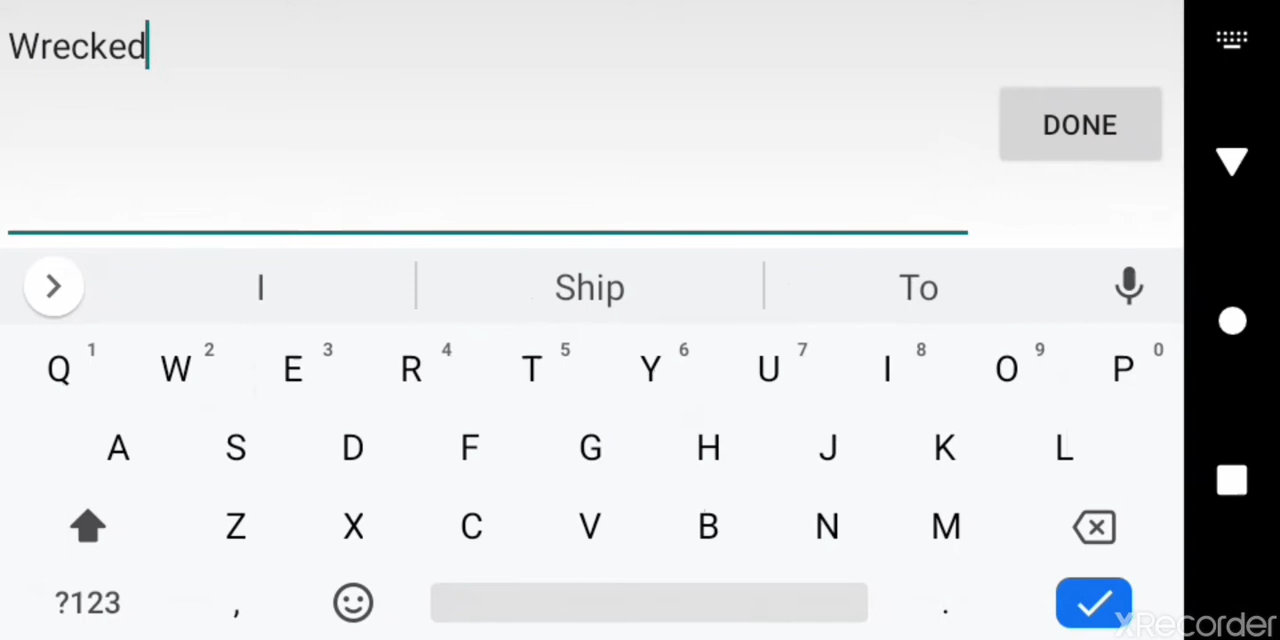 Wrecked
DONE
I Ship To
Q 1 W 2 E 3 R 4 T 5 Y 6 U 7 I 8 O 9 P 0
A S D F G H J K L
Z X C V B N M
?123 , .
XRecorder